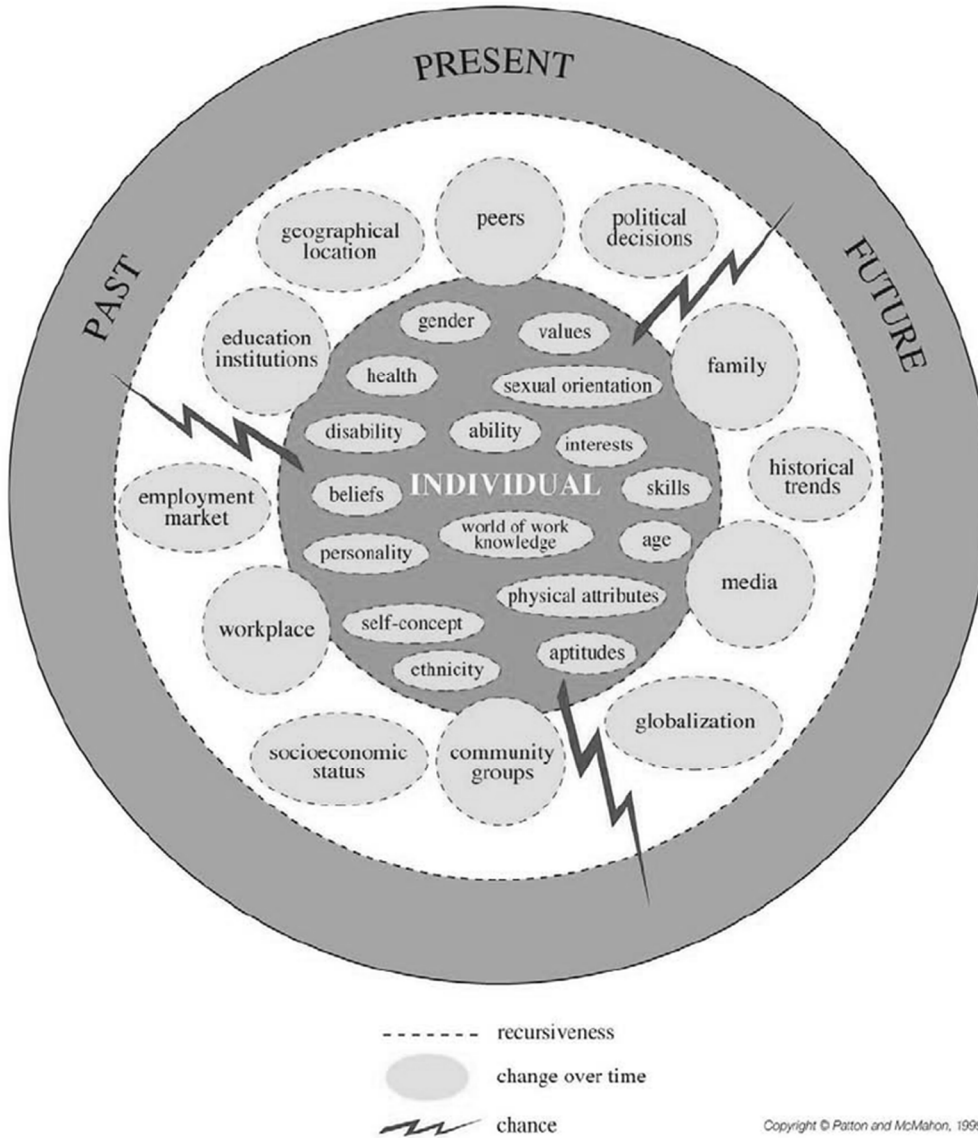 PRESENT
PAST
FUTURE
peers
political
decisions
geographical
location
education
institutions
family
gender
values
health
sexual orientation
disability
ability
interests
historical
trends
employment
market
beliefs
INDIVIDUAL
skills
world of work
knowledge
age
personality
media
physical attributes
workplace
self-concept
aptitudes
ethnicity
globalization
socioeconomic
status
community
groups
recursiveness
change over time
chance
Copyright © Patton and McMahon, 199